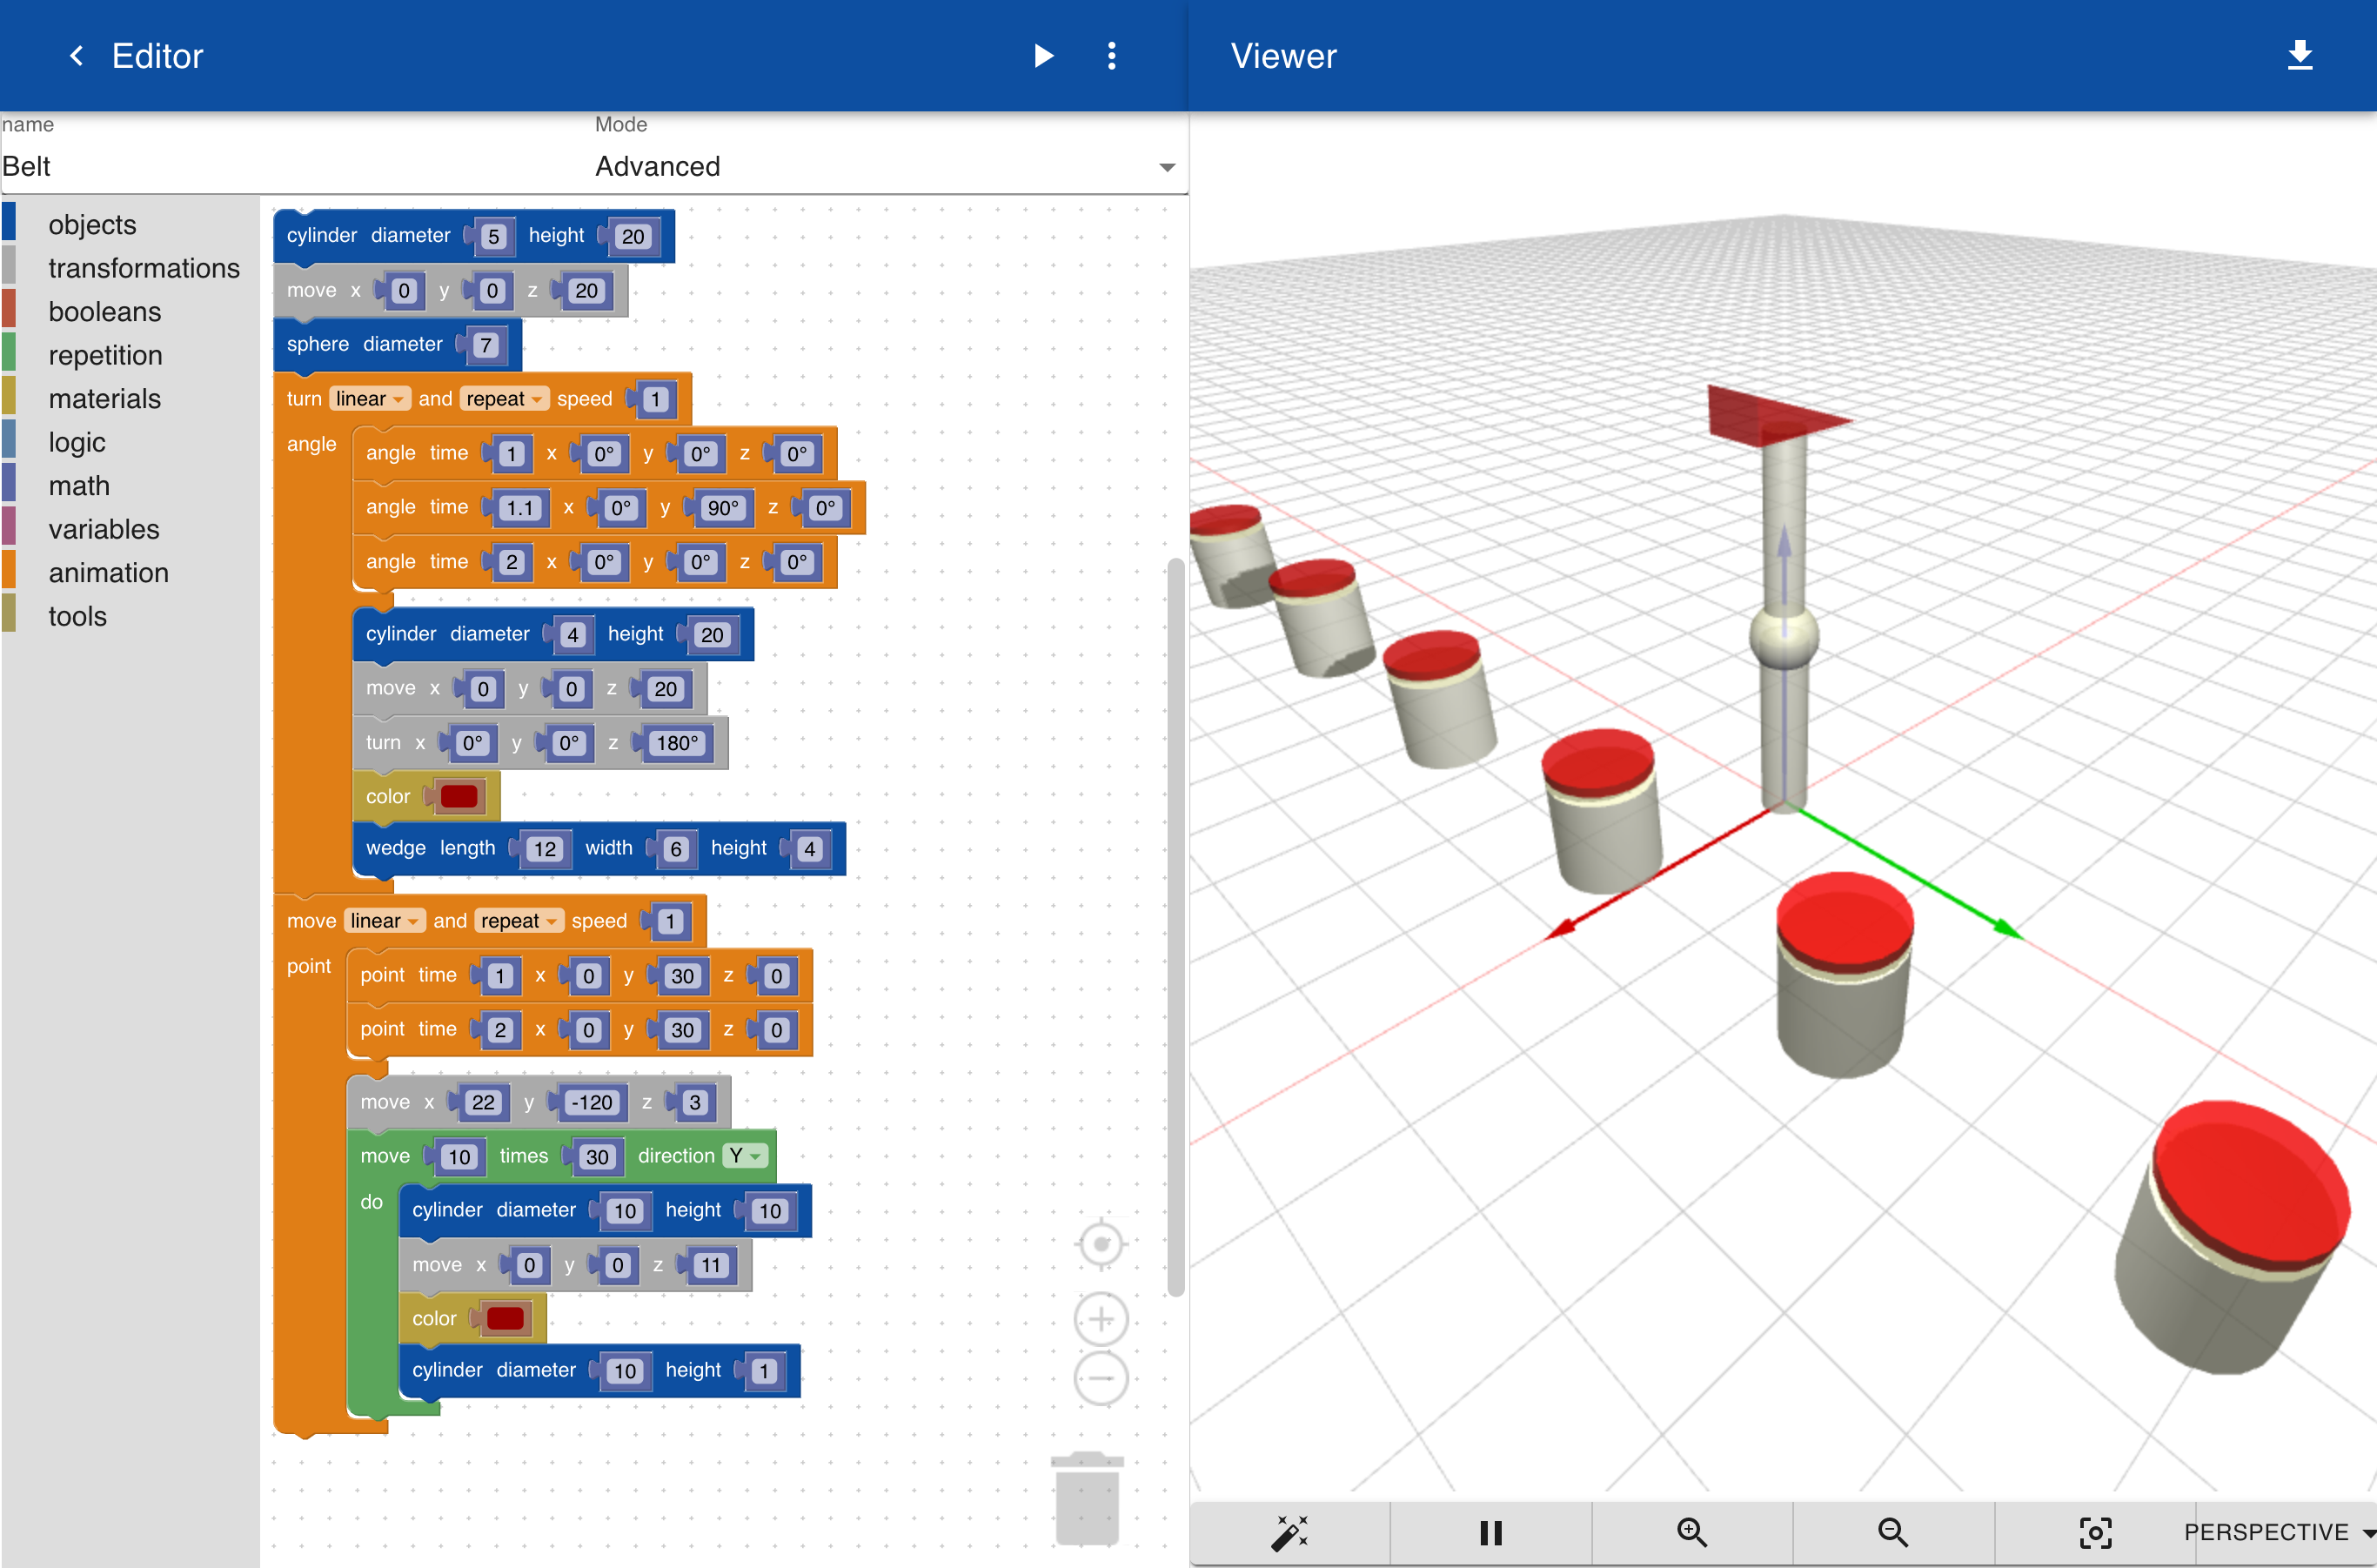 Editor
Viewer
name
Mode
Belt
Advanced
objects
transformations
booleans
repetition
materials
logic
math
variables
animation
tools
cylinder diameter 5 height 20
move x 0 y 0 z 20
sphere diameter 7
turn linear and repeat speed 1
angle
angle time 1 x 0° y 0° z 0°
angle time 1.1 x 0° y 90° z 0°
angle time 2 x 0° y 0° z 0°
cylinder diameter 4 height 20
move x 0 y 0 z 20
turn x 0° y 0° z 180°
color
wedge length 12 width 6 height 4
move linear and repeat speed 1
point
point time 1 x 0 y 30 z 0
point time 2 x 0 y 30 z 0
move x 22 y -120 z 3
move 10 times 30 direction Y
do
cylinder diameter 10 height 10
move x 0 y 0 z 11
color
cylinder diameter 10 height 1
PERSPECTIVE